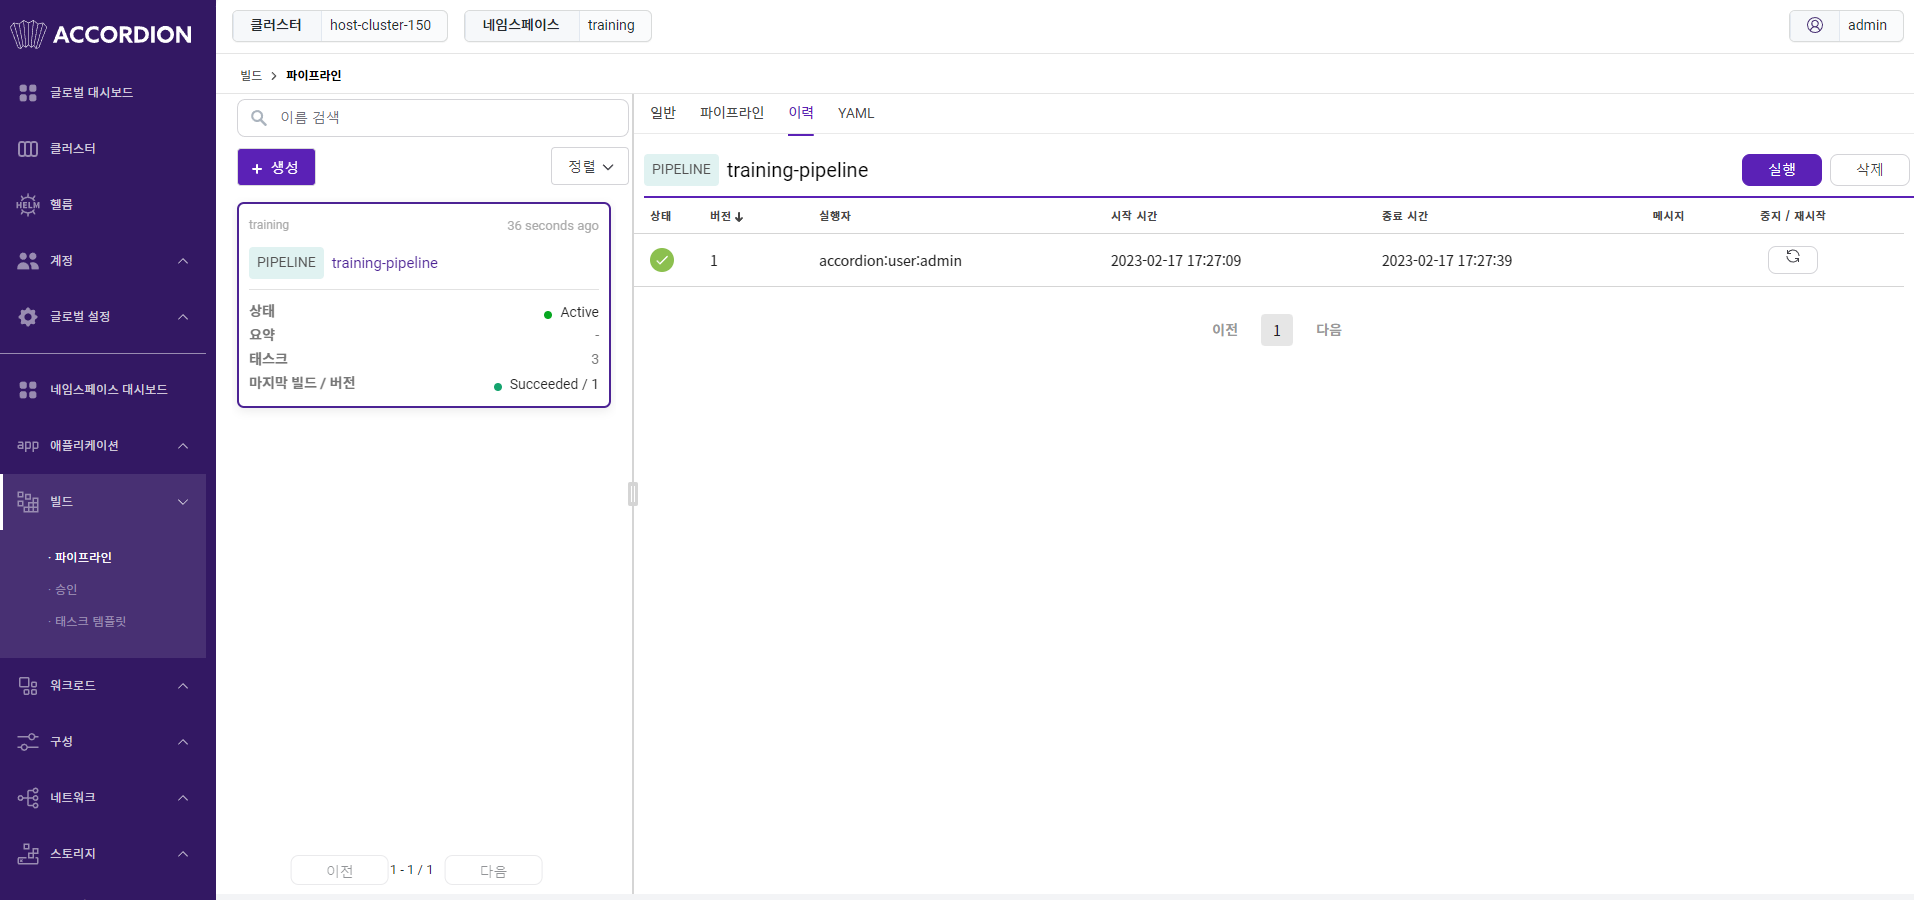 ACCORDION
글로벌 대시보드
클러스터
HELM
헬름
계정
글로벌 설정
네임스페이스 대시보드
app 애플리케이션
빌드
· 파이프라인
· 승인
· 태스크 템플릿
워크로드
구성
네트워크
스토리지
클러스터 host-cluster-150 네임스페이스 training admin
빌드 > 파이프라인
이름 검색
+ 생성 정렬
training 36 seconds ago
PIPELINE training-pipeline
상태 Active
요약 -
태스크 3
마지막 빌드 / 버전 Succeeded / 1
이전 1 - 1 / 1 다음
일반 파이프라인 이력 YAML
PIPELINE training-pipeline 실행 삭제
상태 버전 실행자 시작 시간 종료 시간 메시지 중지 / 재시작
1 accordion:user:admin 2023-02-17 17:27:09 2023-02-17 17:27:39
이전 1 다음